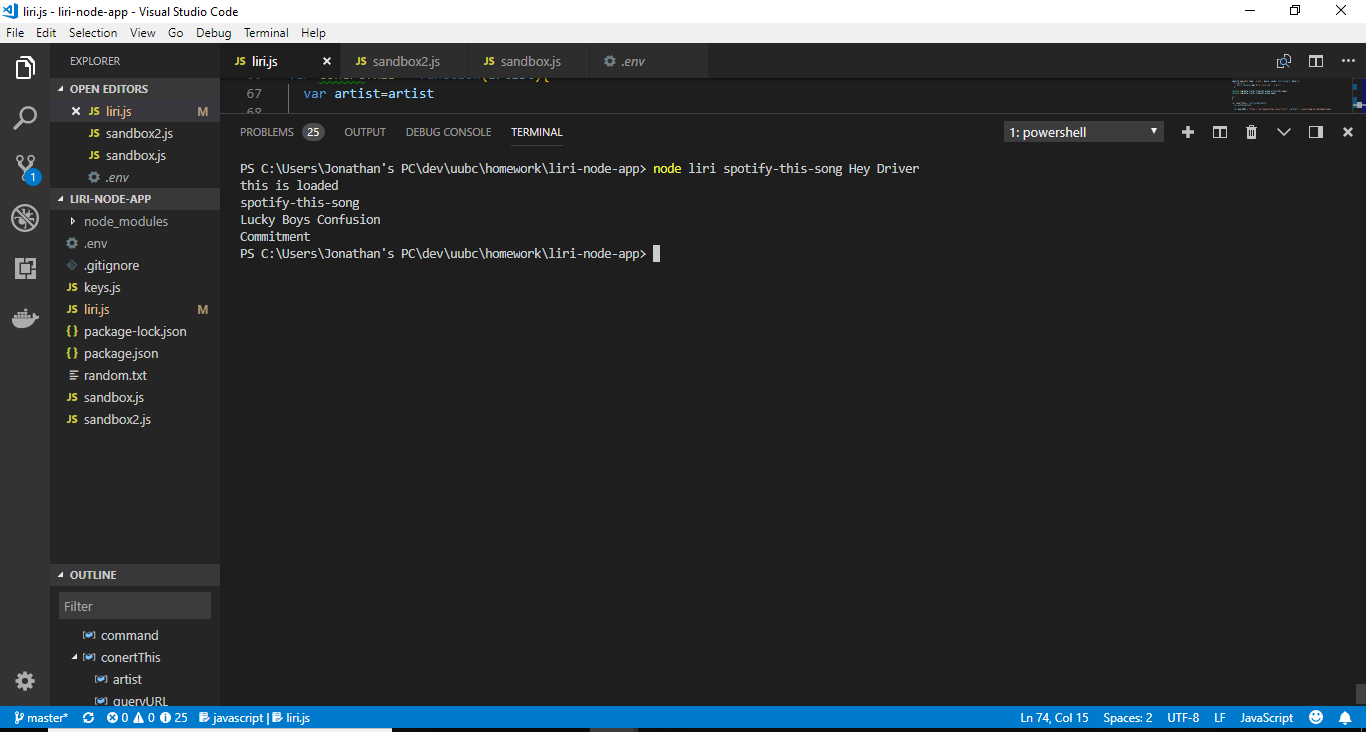 liri.js - liri-node-app - Visual Studio Code
File Edit Selection View Go Debug Terminal Help
EXPLORER
OPEN EDITORS
JS liri.js M
JS sandbox2.js
JS sandbox.js
.env
LIRI-NODE-APP
node_modules
.env
.gitignore
JS keys.js
JS liri.js M
{} package-lock.json
{} package.json
random.txt
JS sandbox.js
JS sandbox2.js
OUTLINE
Filter
command
conertThis
artist
queryURL
1
JS liri.js JS sandbox2.js JS sandbox.js .env
67 var artist=artist
68
PROBLEMS 25 OUTPUT DEBUG CONSOLE TERMINAL 1: powershell
PS C:\Users\Jonathan's PC\dev\uubc\homework\liri-node-app> node liri spotify-this-song Hey Driver
this is loaded
spotify-this-song
Lucky Boys Confusion
Commitment
PS C:\Users\Jonathan's PC\dev\uubc\homework\liri-node-app>
master* 0 0 25 javascript | liri.js Ln 74, Col 15 Spaces: 2 UTF-8 LF JavaScript